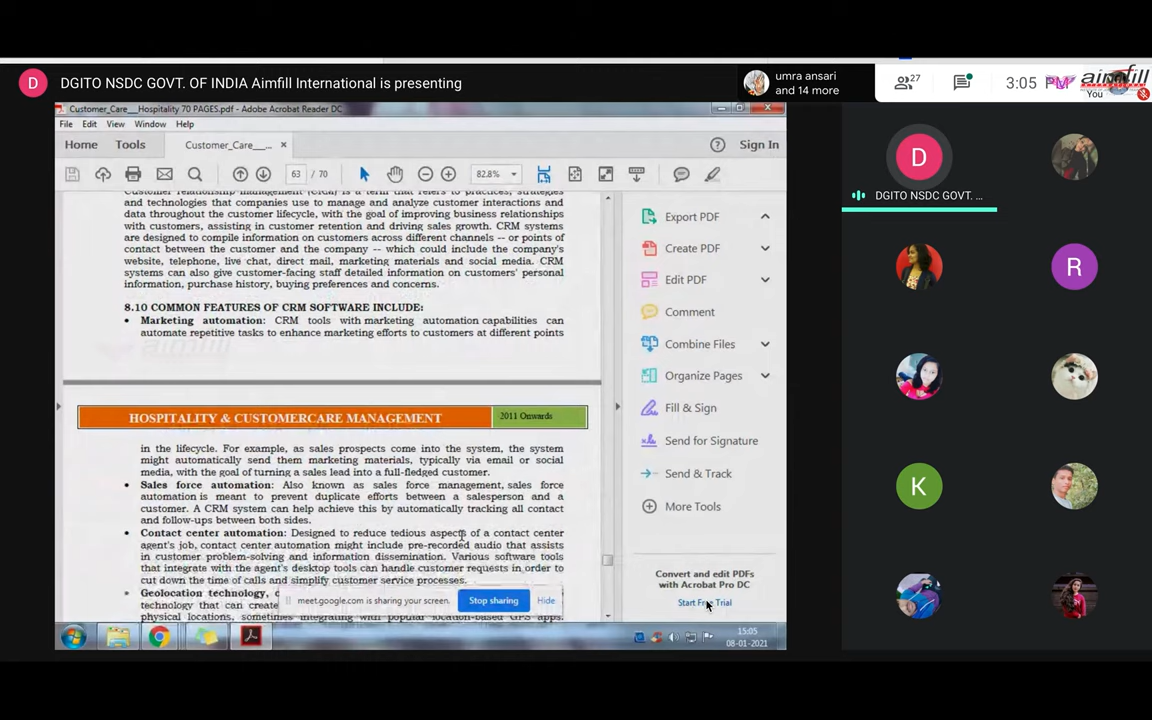 D DGITO NSDC GOVT. OF INDIA Aimfill International is presenting
umra ansari
and 14 more
27
3:05 PM
aimfill
You
Customer_Care___Hospitality 70 PAGES.pdf - Adobe Acrobat Reader DC
File Edit View Window Help
Home Tools Customer_Care___... × Sign In
63 / 70 82.8%
Customer relationship management (CRM) is a term that refers to practices, strategies
and technologies that companies use to manage and analyze customer interactions and
data throughout the customer lifecycle, with the goal of improving business relationships
with customers, assisting in customer retention and driving sales growth. CRM systems
are designed to compile information on customers across different channels -- or points of
contact between the customer and the company -- which could include the company's
website, telephone, live chat, direct mail, marketing materials and social media. CRM
systems can also give customer-facing staff detailed information on customers' personal
information, purchase history, buying preferences and concerns.
8.10 COMMON FEATURES OF CRM SOFTWARE INCLUDE:
• Marketing automation: CRM tools with marketing automation capabilities can
automate repetitive tasks to enhance marketing efforts to customers at different points
aimfill
HOSPITALITY & CUSTOMERCARE MANAGEMENT 2011 Onwards
in the lifecycle. For example, as sales prospects come into the system, the system
might automatically send them marketing materials, typically via email or social
media, with the goal of turning a sales lead into a full-fledged customer.
• Sales force automation: Also known as sales force management, sales force
automation is meant to prevent duplicate efforts between a salesperson and a
customer. A CRM system can help achieve this by automatically tracking all contact
and follow-ups between both sides.
• Contact center automation: Designed to reduce tedious aspects of a contact center
agent's job, contact center automation might include pre-recorded audio that assists
in customer problem-solving and information dissemination. Various software tools
that integrate with the agent's desktop tools can handle customer requests in order to
cut down the time of calls and simplify customer service processes.
• Geolocation technology,
technology that can create
physical locations, sometimes integrating with popular location-based GPS apps.
meet.google.com is sharing your screen. Stop sharing Hide
Export PDF
Create PDF
Edit PDF
Comment
Combine Files
Organize Pages
Fill & Sign
Send for Signature
Send & Track
More Tools
Convert and edit PDFs
with Acrobat Pro DC
Start Free Trial
15:05
08-01-2021
D
DGITO NSDC GOVT. ...
R
K